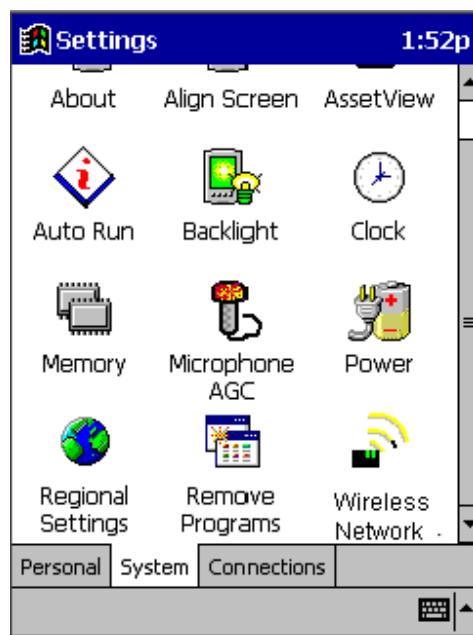 Settings 1:52p
About Align Screen AssetView
Auto Run Backlight Clock
Memory Microphone AGC Power
Regional Settings Remove Programs Wireless Network
Personal System Connections